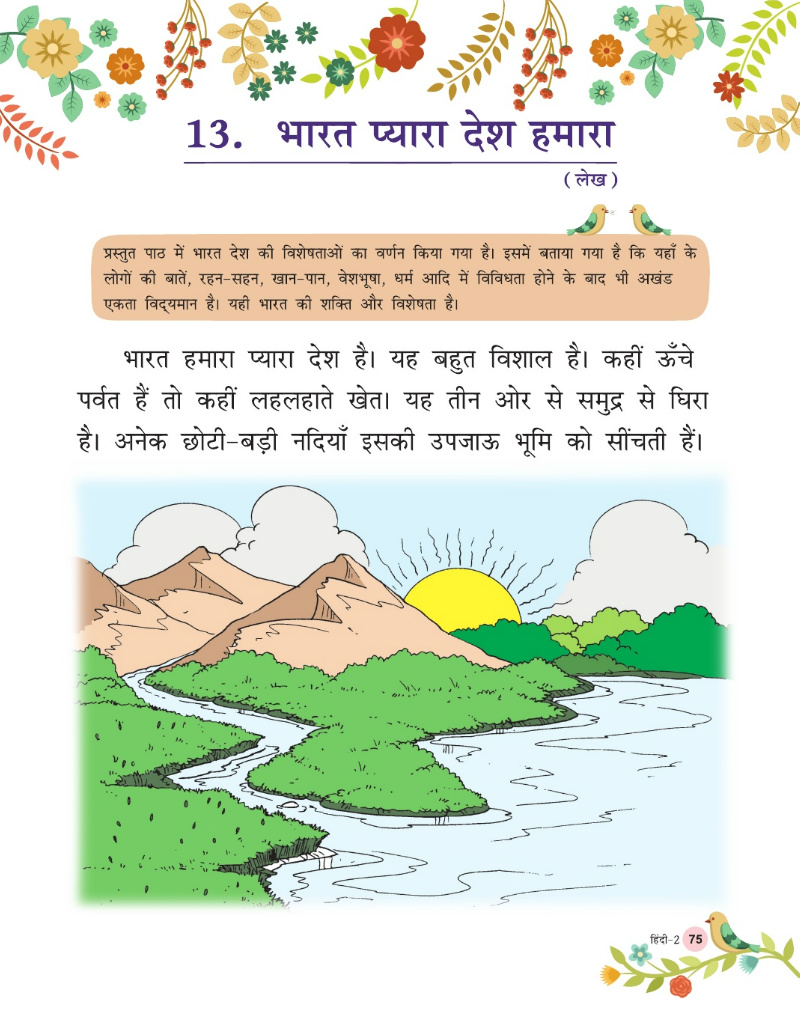 13. भारत प्यारा देश हमारा
( लेख )
प्रस्तुत पाठ में भारत देश की विशेषताओं का वर्णन किया गया है। इसमें बताया गया है कि यहाँ के
लोगों की बातें, रहन-सहन, खान-पान, वेशभूषा, धर्म आदि में विविधता होने के बाद भी अखंड
एकता विद्‌यमान है। यही भारत की शक्ति और विशेषता है।
भारत हमारा प्यारा देश है। यह बहुत विशाल है। कहीं ऊँचे
पर्वत हैं तो कहीं लहलहाते खेत। यह तीन ओर से समुद्र से घिरा
है। अनेक छोटी-बड़ी नदियाँ इसकी उपजाऊ भूमि को सींचती हैं।
हिंदी-2 75